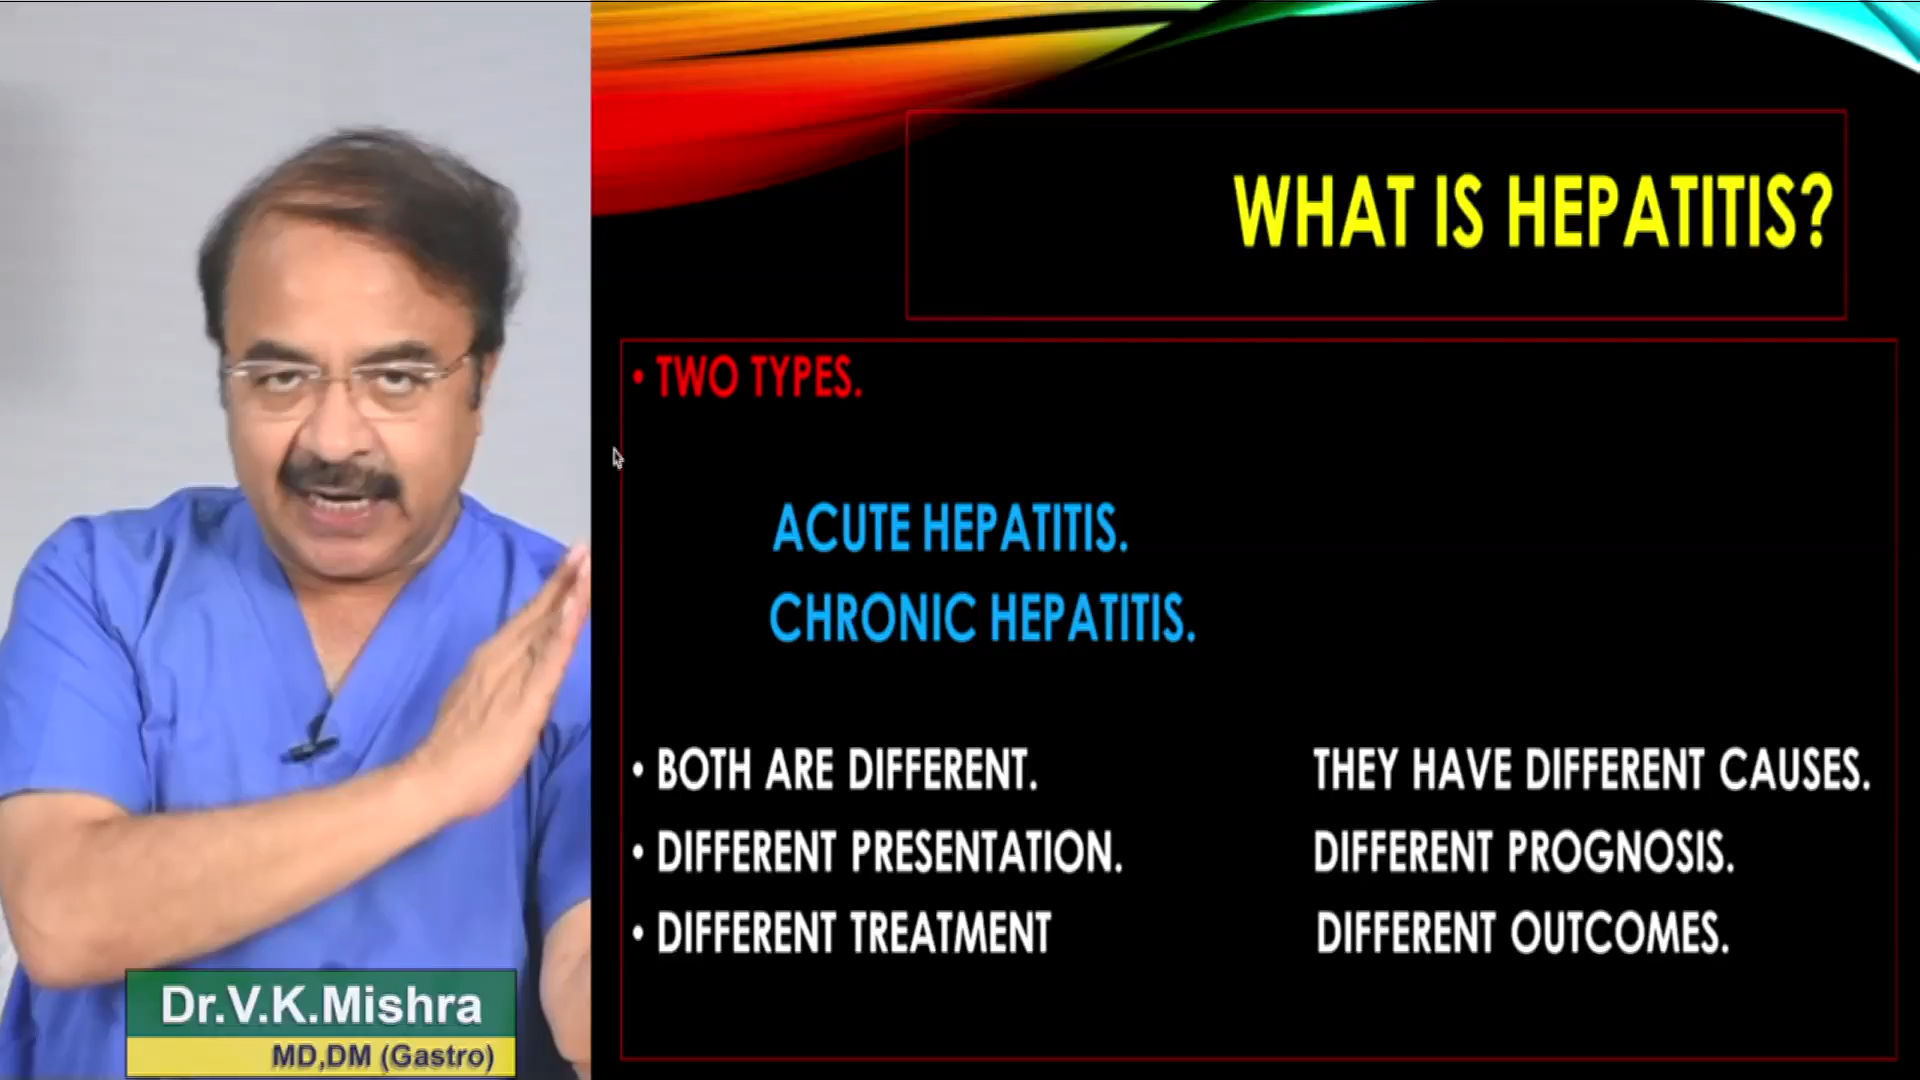 WHAT IS HEPATITIS?
• TWO TYPES.
ACUTE HEPATITIS.
CHRONIC HEPATITIS.
• BOTH ARE DIFFERENT. THEY HAVE DIFFERENT CAUSES.
• DIFFERENT PRESENTATION. DIFFERENT PROGNOSIS.
• DIFFERENT TREATMENT DIFFERENT OUTCOMES.
Dr.V.K.Mishra
MD,DM (Gastro)